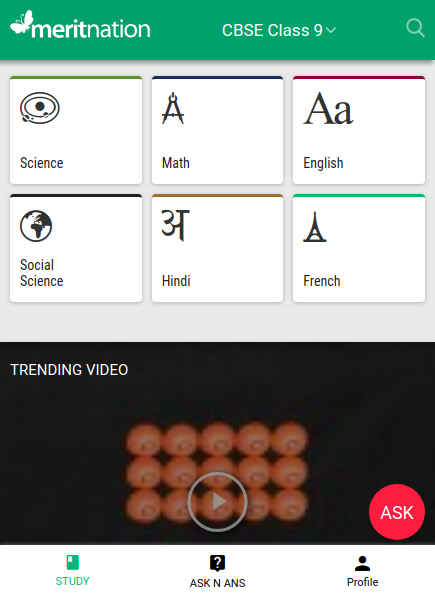 meritnation
CBSE Class 9
Science
Math
Aa
English
Social
Science
अ
Hindi
French
TRENDING VIDEO
ASK
STUDY
?
ASK N ANS
Profile